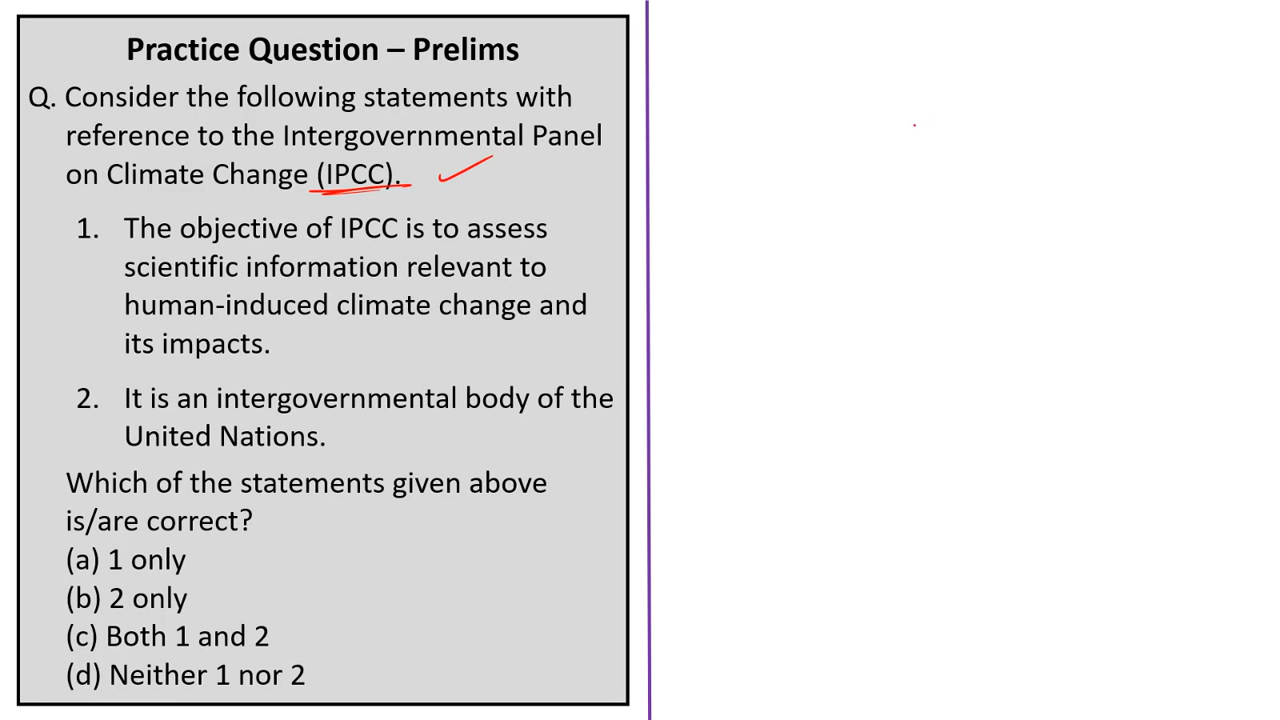 Practice Question – Prelims
Q. Consider the following statements with
reference to the Intergovernmental Panel
on Climate Change (IPCC).
1. The objective of IPCC is to assess
scientific information relevant to
human-induced climate change and
its impacts.
2. It is an intergovernmental body of the
United Nations.
Which of the statements given above
is/are correct?
(a) 1 only
(b) 2 only
(c) Both 1 and 2
(d) Neither 1 nor 2